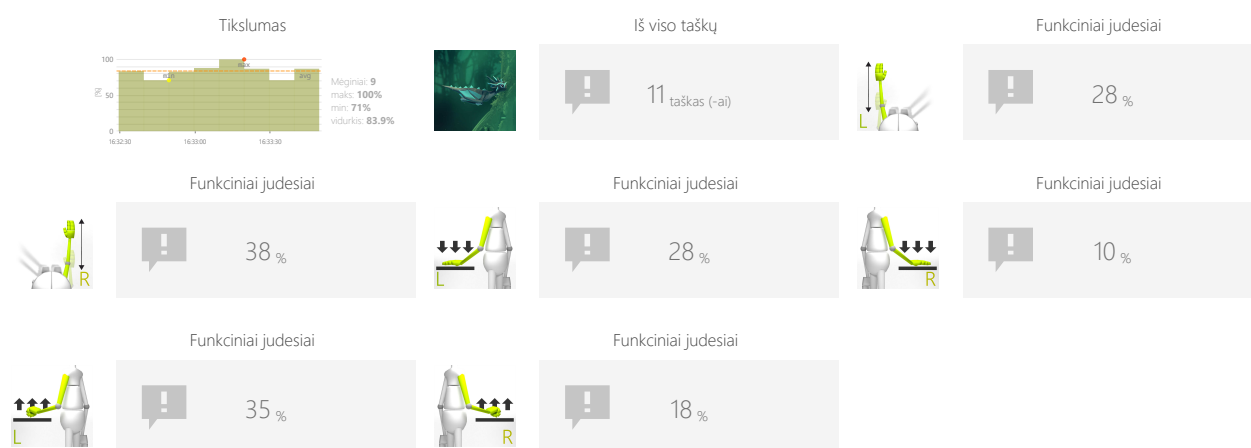 Tikslumas
100
50
0
(%)
min
max
avg
16:32:30
16:33:00
16:33:30
Mėginiai: 9
maks: 100%
min: 71%
vidurkis: 83.9%
Iš viso taškų
11 taškas (-ai)
Funkciniai judesiai
L
28 %
Funkciniai judesiai
R
38 %
Funkciniai judesiai
L
28 %
Funkciniai judesiai
R
10 %
Funkciniai judesiai
L
35 %
Funkciniai judesiai
R
18 %